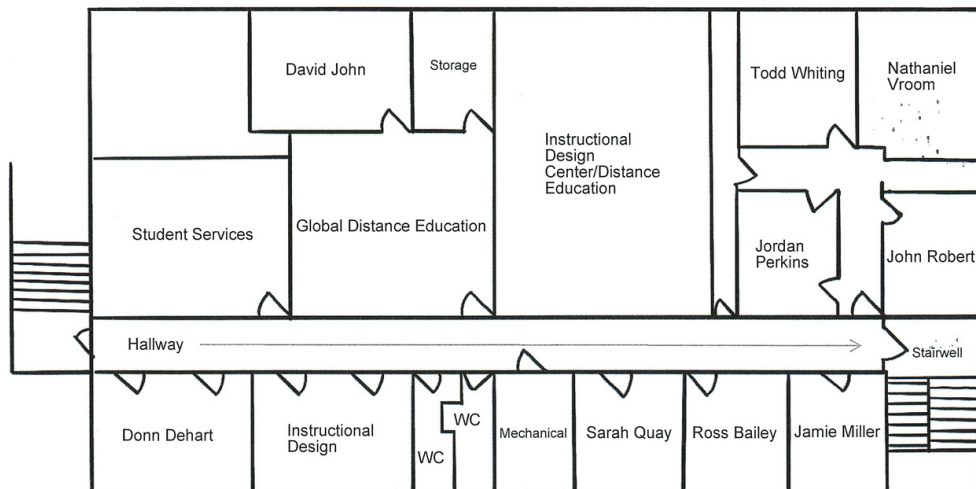 David John
Storage
Todd Whiting
Nathaniel
Vroom
Instructional
Design
Center/Distance
Education
Student Services
Global Distance Education
Jordan
Perkins
John Robert
Hallway
Stairwell
Donn Dehart
Instructional
Design
WC
WC
Mechanical
Sarah Quay
Ross Bailey
Jamie Miller